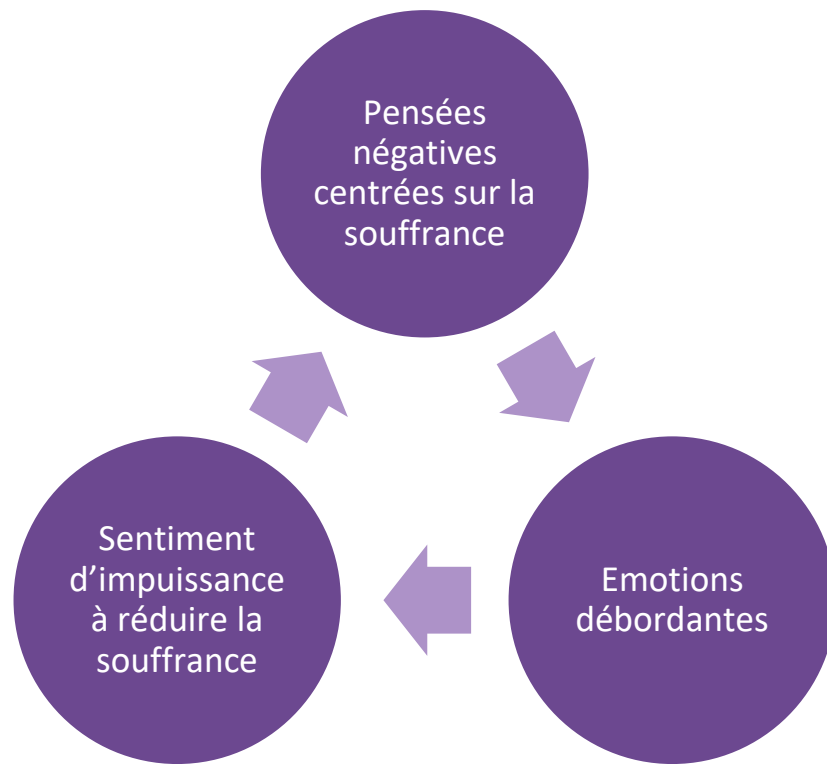 Pensées
négatives
centrées sur la
souffrance
Sentiment
d’impuissance
à réduire la
souffrance
Emotions
débordantes